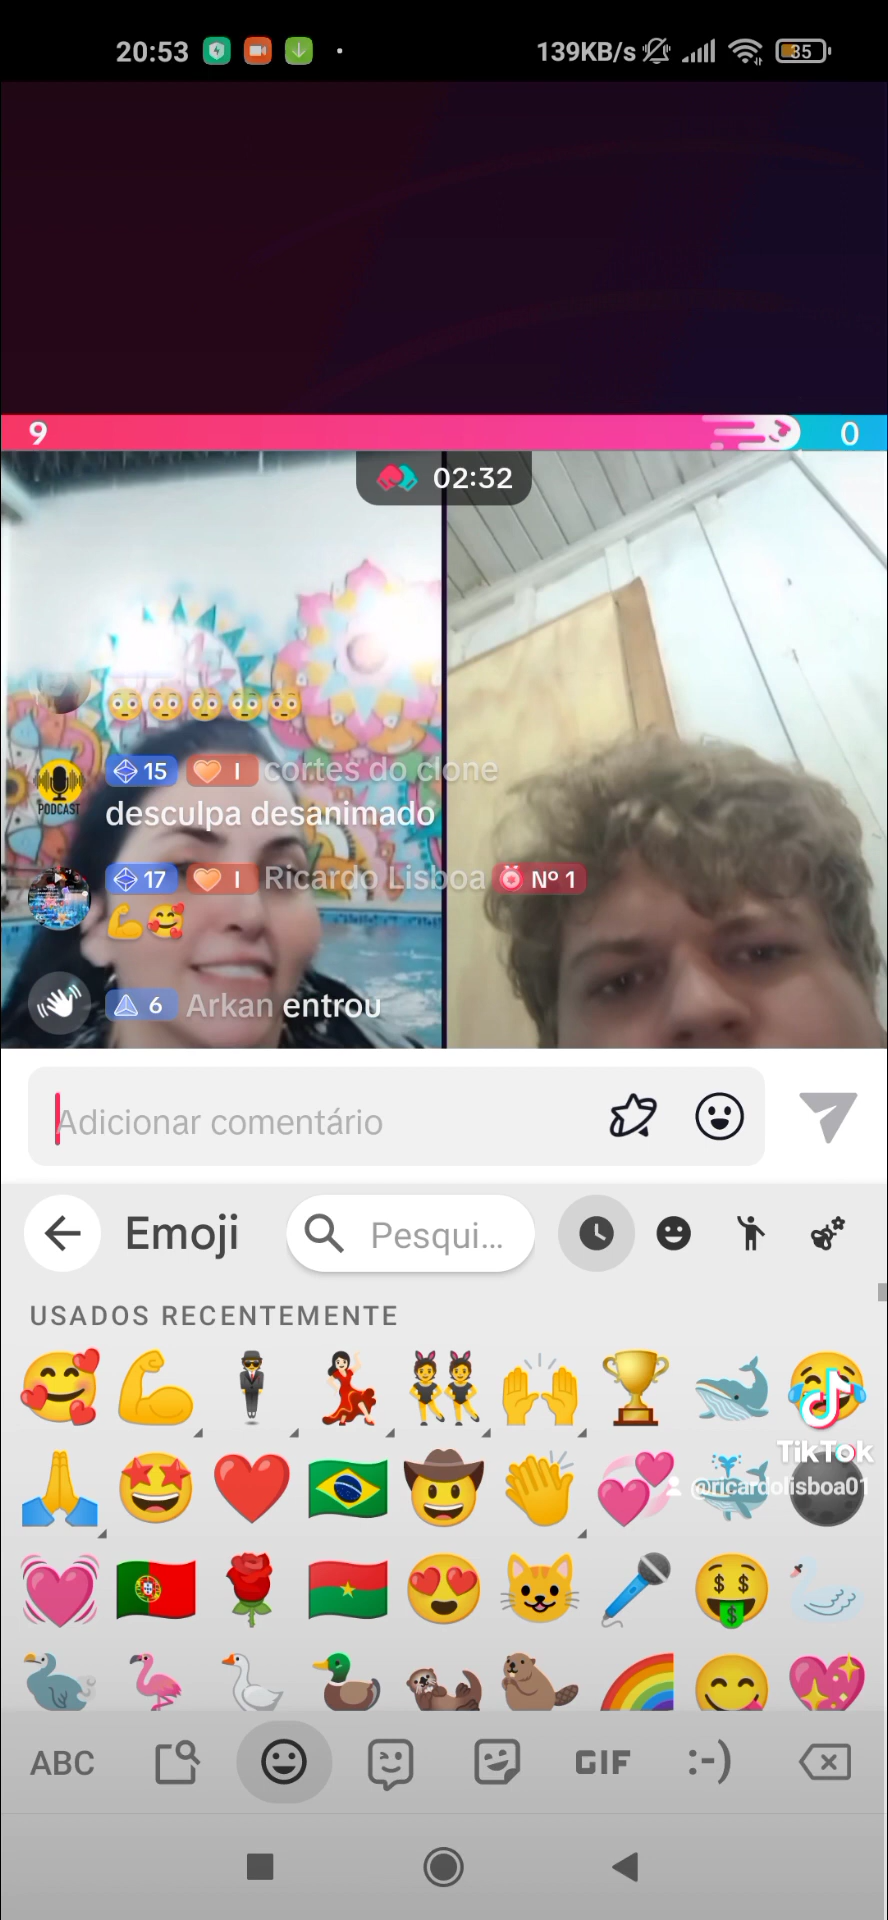 20:53
139KB/s
35
9
0
02:32
15 I cortes do clone
PODCAST
desculpa desanimado
17 I Ricardo Lisboa Nº 1
6 Arkan entrou
Adicionar comentário
Emoji
Pesqui...
USADOS RECENTEMENTE
TikTok
@ricardolisboa01
ABC
GIF
:-)